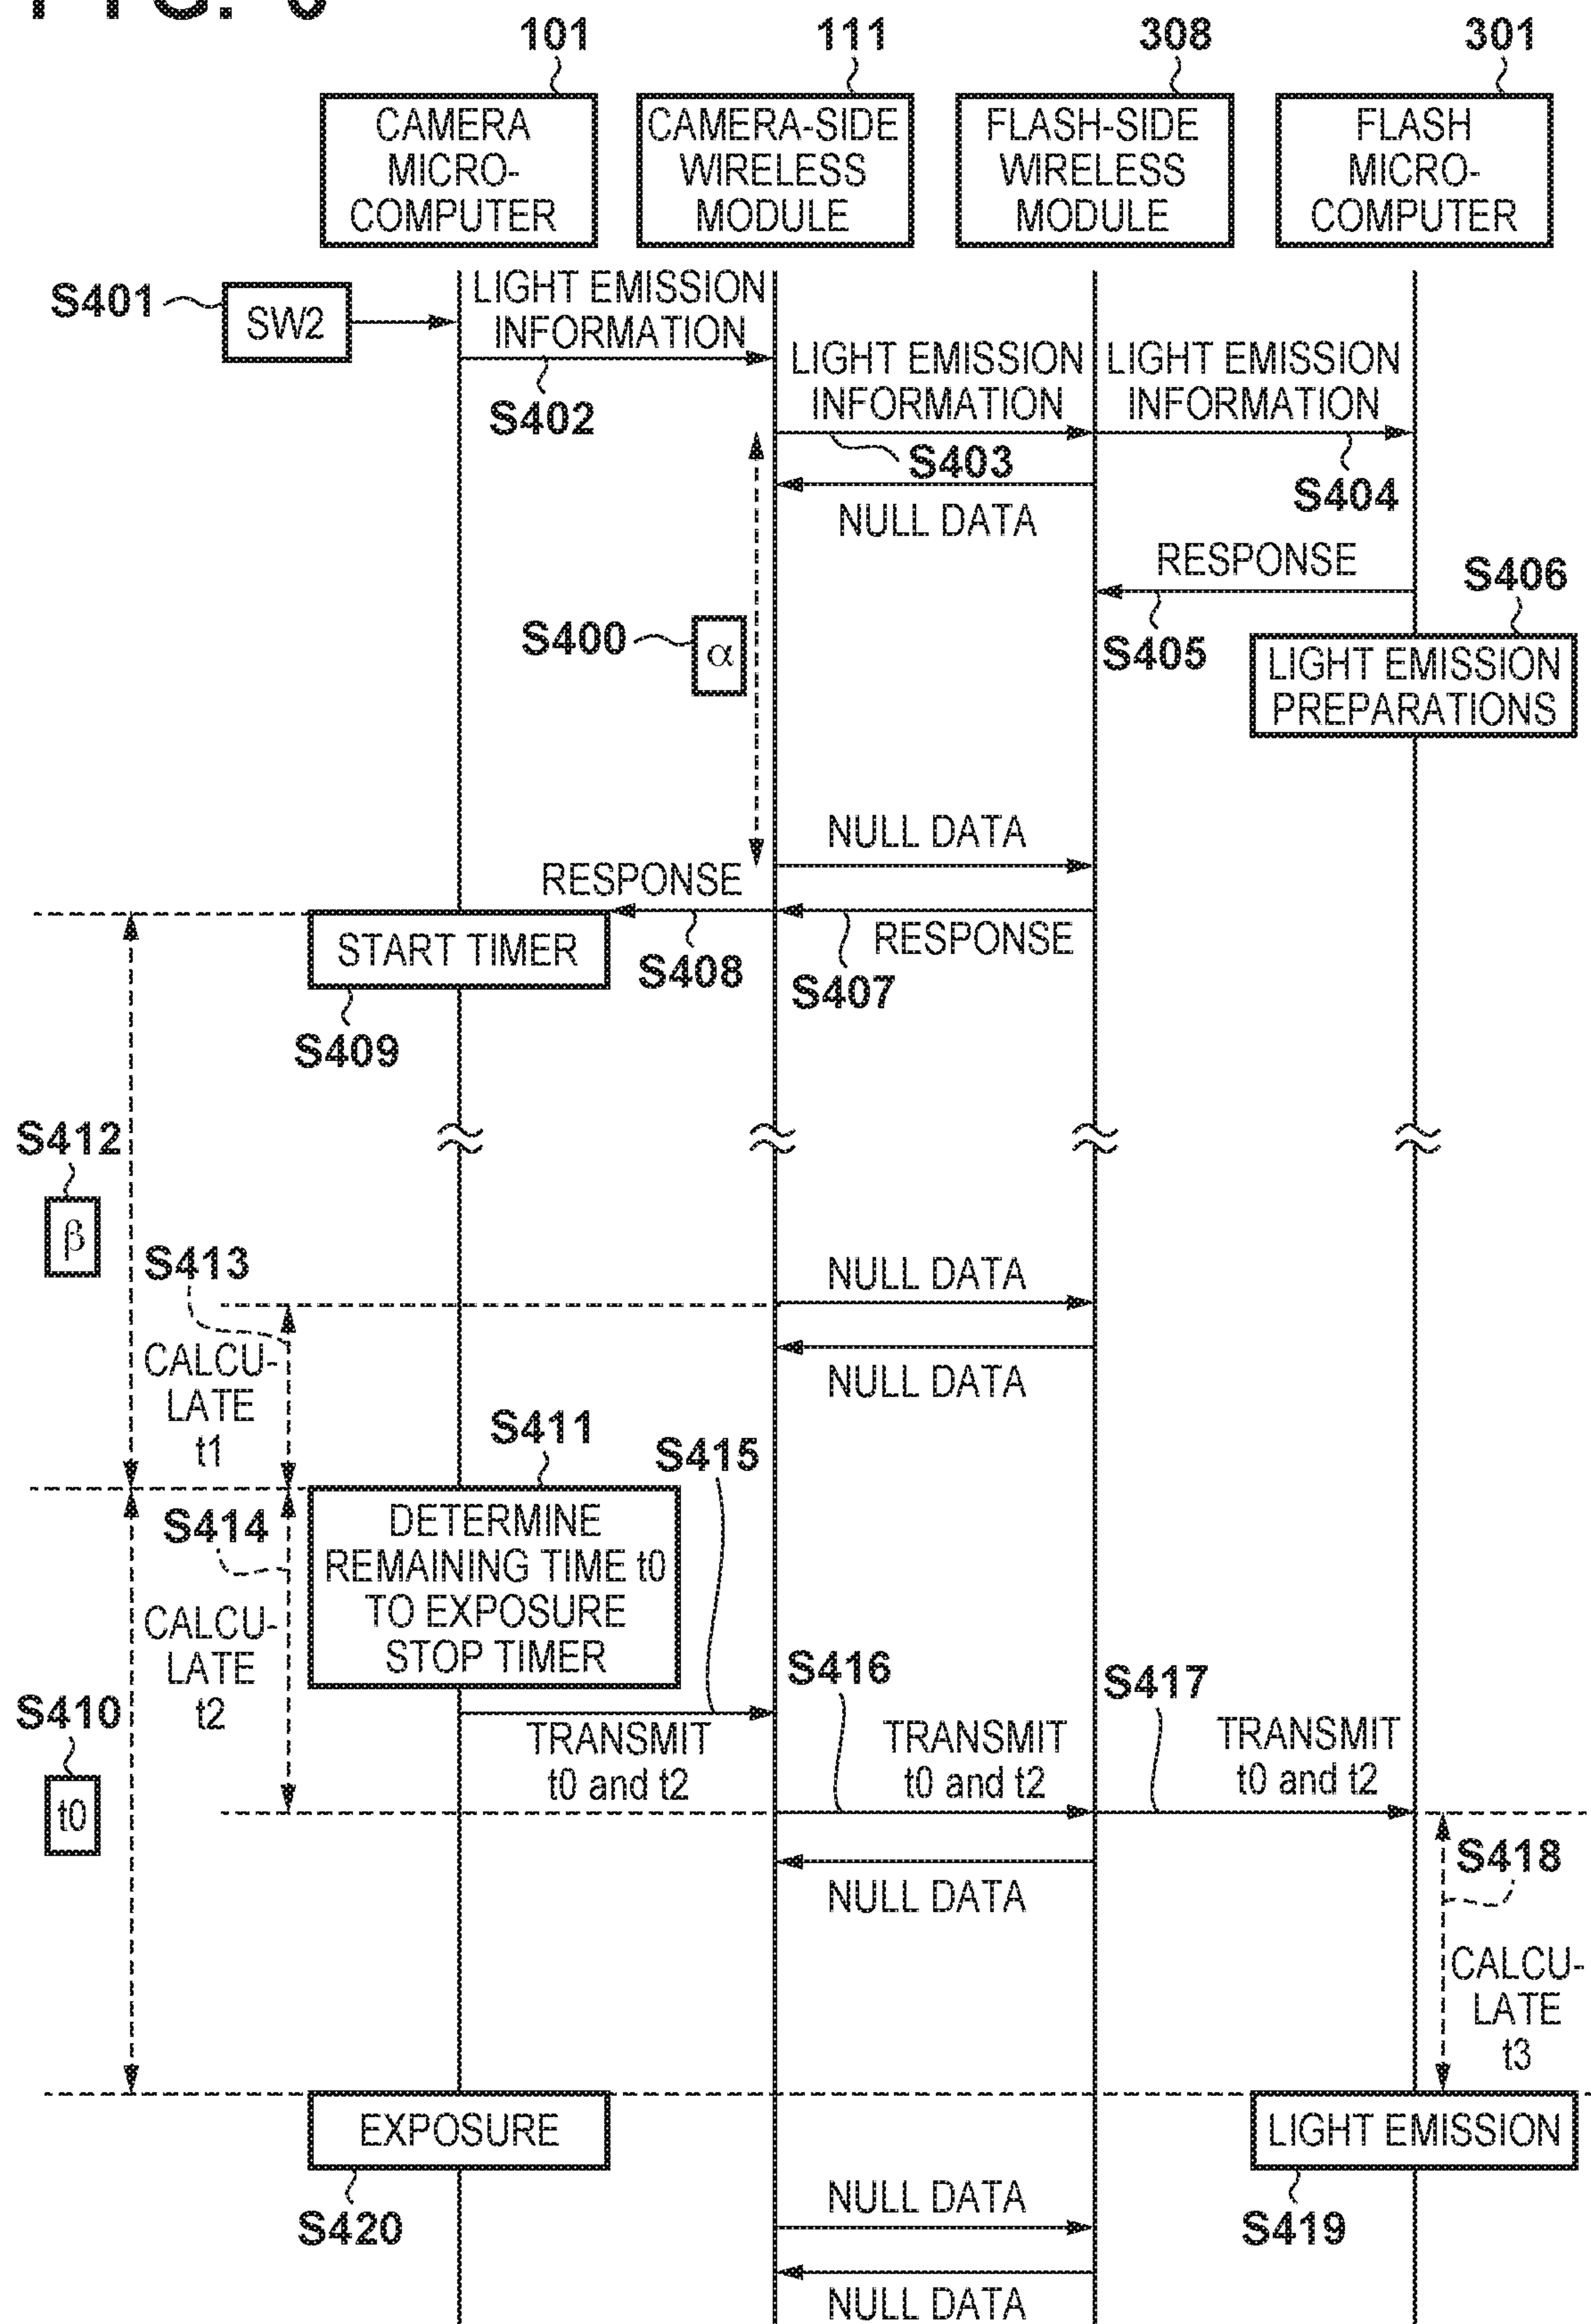 101
111
308
301
CAMERA
MICRO-
COMPUTER
CAMERA-SIDE
WIRELESS
MODULE
FLASH-SIDE
WIRELESS
MODULE
FLASH
MICRO-
COMPUTER
S401
SW2
LIGHT EMISSION
INFORMATION
S402
LIGHT EMISSION
INFORMATION
S403
LIGHT EMISSION
INFORMATION
S404
NULL DATA
RESPONSE
S405
S406
LIGHT EMISSION
PREPARATIONS
S400
α
NULL DATA
RESPONSE
S408
RESPONSE
S407
START TIMER
S409
S412
β
S413
CALCU-
LATE
t1
NULL DATA
NULL DATA
S411
S415
DETERMINE
REMAINING TIME t0
TO EXPOSURE
STOP TIMER
S414
CALCU-
LATE
t2
S410
t0
TRANSMIT
t0 and t2
S416
TRANSMIT
t0 and t2
S417
TRANSMIT
t0 and t2
NULL DATA
S418
CALCU-
LATE
t3
EXPOSURE
S420
LIGHT EMISSION
S419
NULL DATA
NULL DATA